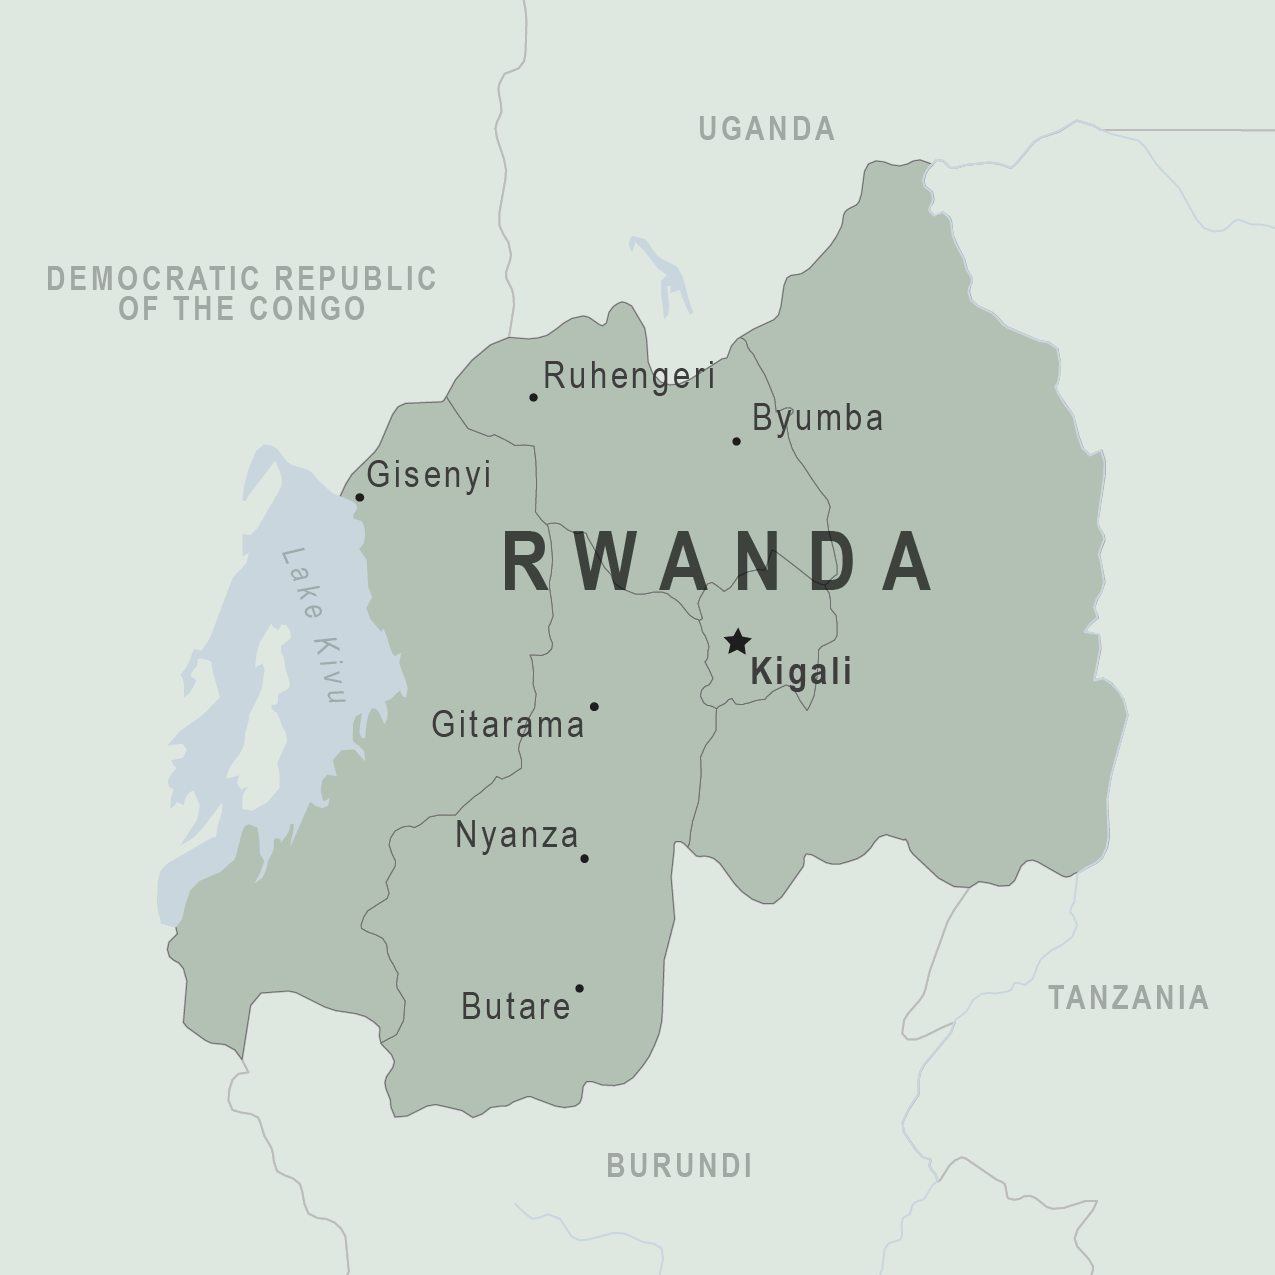 UGANDA
DEMOCRATIC REPUBLIC
OF THE CONGO
Ruhengeri
Byumba
Gisenyi
RWANDA
Lake Kivu
Kigali
Gitarama
Nyanza
Butare
TANZANIA
BURUNDI